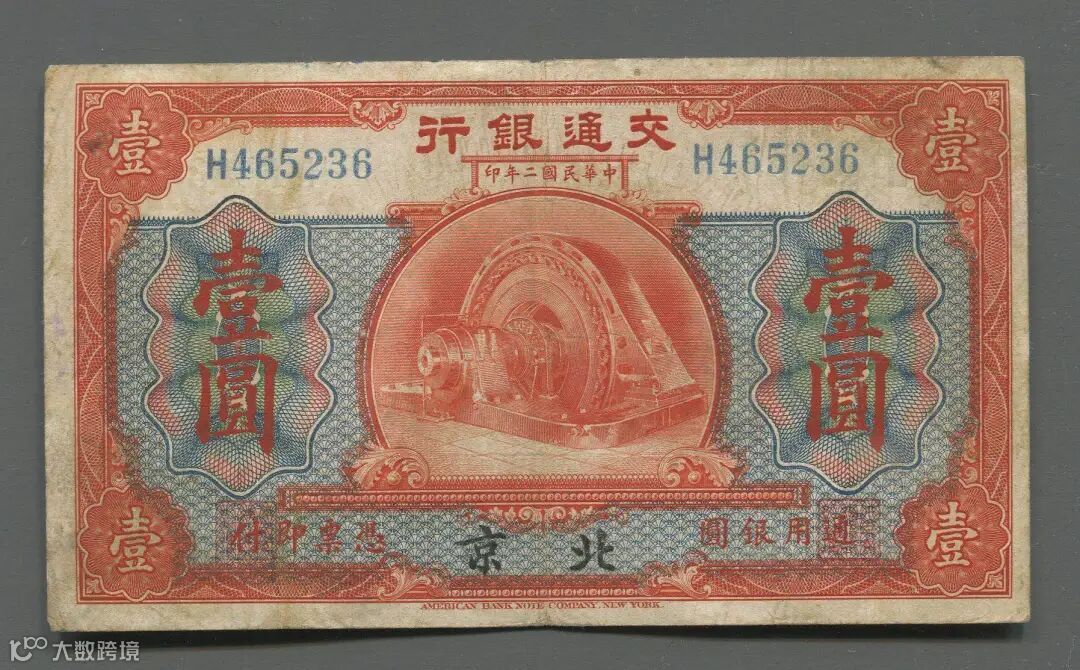 壹
壹
交通銀行
H465236
H465236
中華民國二年印
壹圓
壹圓
通用銀圓
北京
憑票即付
壹
壹
AMERICAN BANK NOTE COMPANY, NEW YORK.
大数跨境